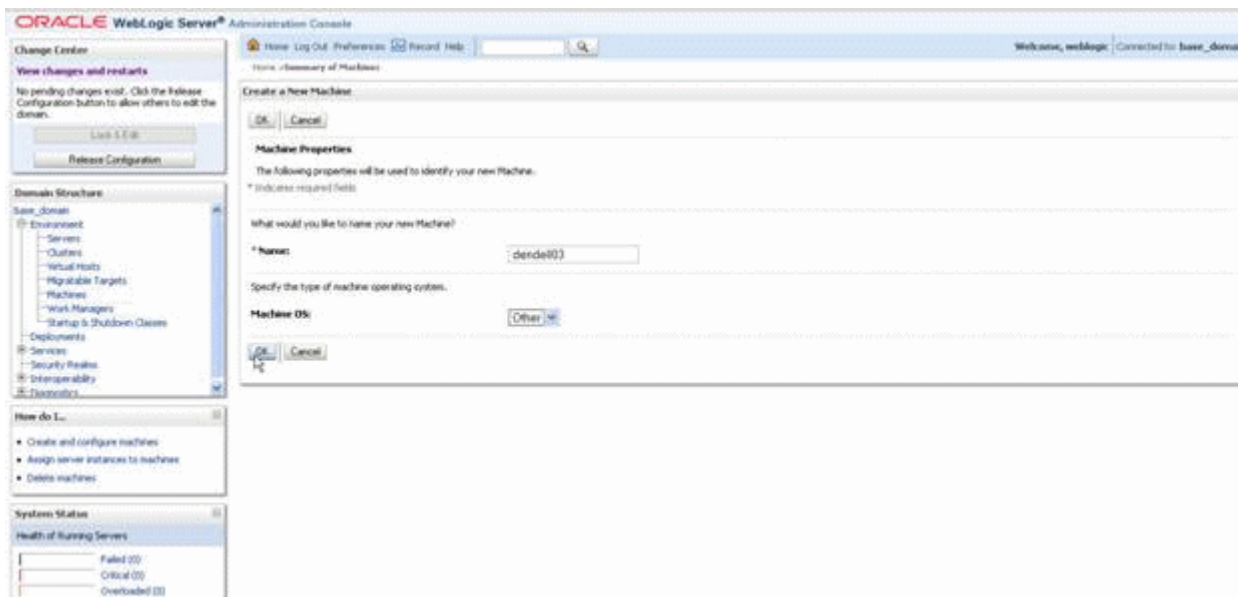 ORACLE WebLogic Server® Administration Console
Change Center
View changes and restarts
No pending changes exist. Click the Release
Configuration button to allow others to edit the
domain.
Lock & Edit
Release Configuration
Domain Structure
base_domain
Environment
Servers
Clusters
Virtual Hosts
Migratable Targets
Machines
Work Managers
Startup & Shutdown Classes
Deployments
Services
Security Realms
Interoperability
Diagnostics
How do I...
Create and configure machines
Assign server instances to machines
Delete machines
System Status
Health of Running Servers
Failed (0)
Critical (0)
Overloaded (0)
Home Log Out Preferences Record Help
Welcome, weblogic Connected to: base_doma
Home >Summary of Machines
Create a New Machine
OK Cancel
Machine Properties
The following properties will be used to identify your new Machine.
* Indicates required fields
What would you like to name your new Machine?
* Name:
dendell03
Specify the type of machine operating system.
Machine OS:
Other
OK Cancel